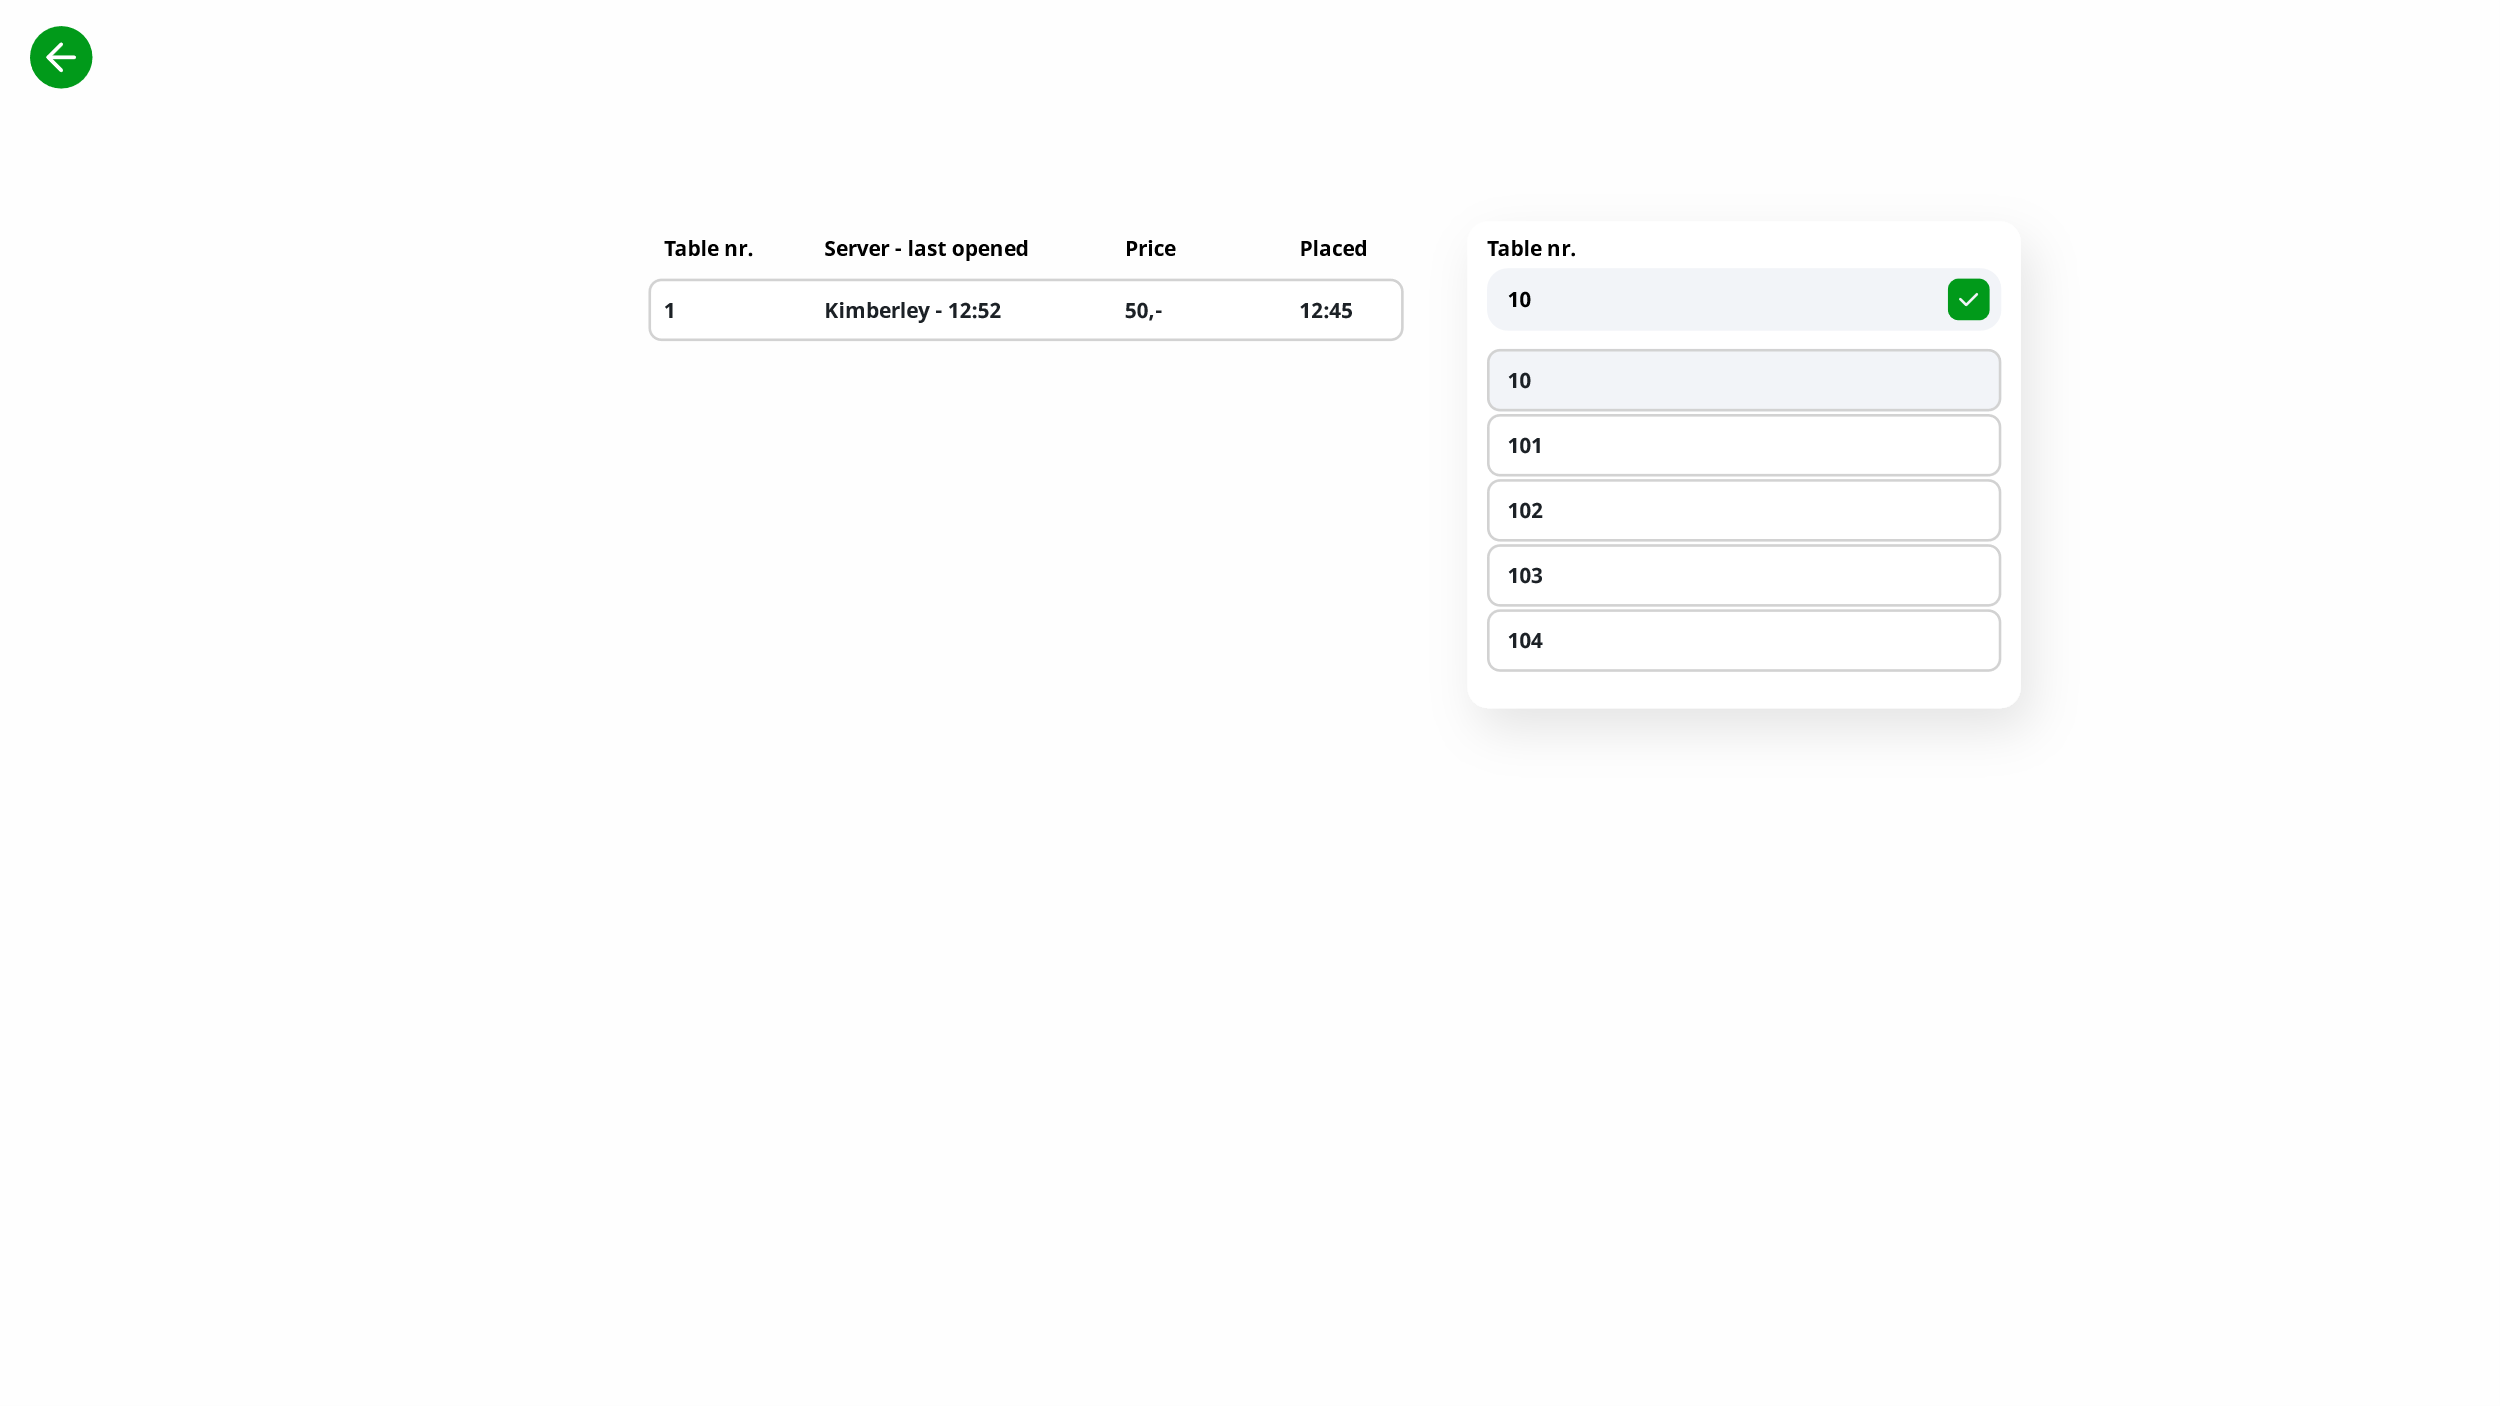 Table nr. Server - last opened Price Placed
1 Kimberley - 12:52 50,- 12:45
Table nr.
10
10
101
102
103
104